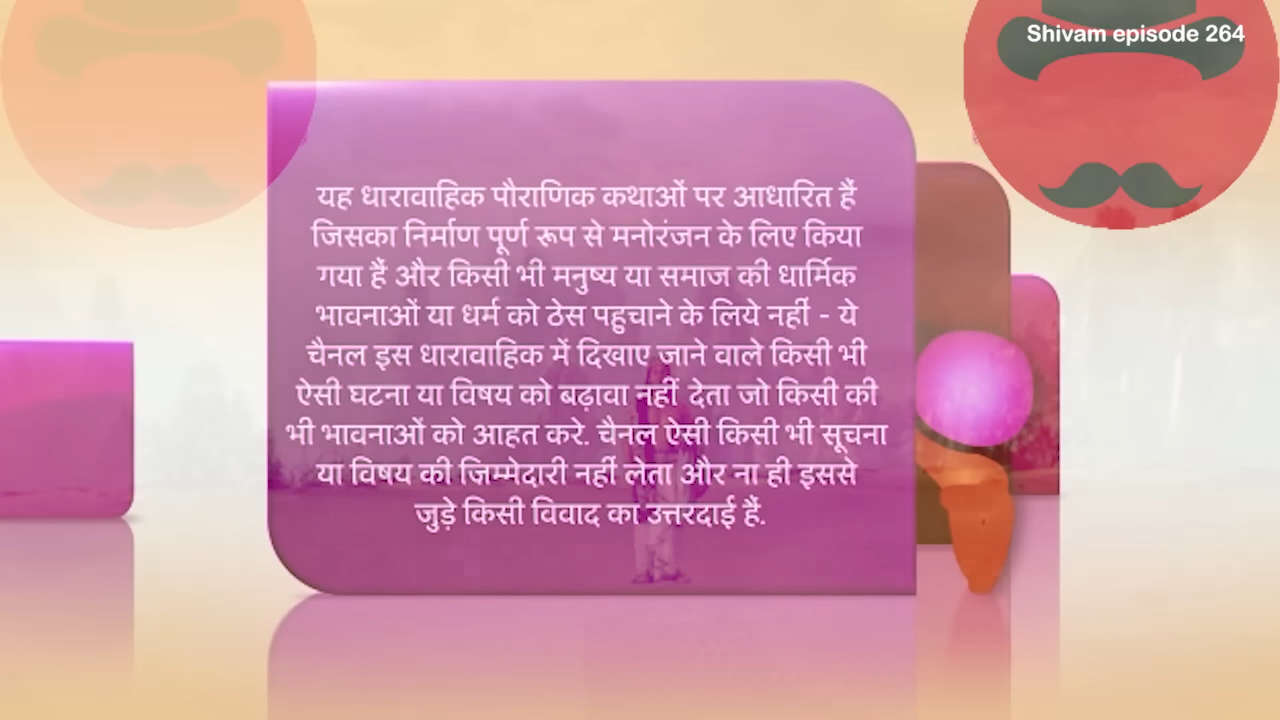 Shivam episode 264
यह धारावाहिक पौराणिक कथाओं पर आधारित हैं
जिसका निर्माण पूर्ण रूप से मनोरंजन के लिए किया
गया हैं और किसी भी मनुष्य या समाज की धार्मिक
भावनाओं या धर्म को ठेस पहुचाने के लिये नहीं - ये
चैनल इस धारावाहिक में दिखाए जाने वाले किसी भी
ऐसी घटना या विषय को बढ़ावा नहीं देता जो किसी की
भी भावनाओं को आहत करे. चैनल ऐसी किसी भी सूचना
या विषय की जिम्मेदारी नहीं लेता और ना ही इससे
जुड़े किसी विवाद का उत्तरदाई हैं.